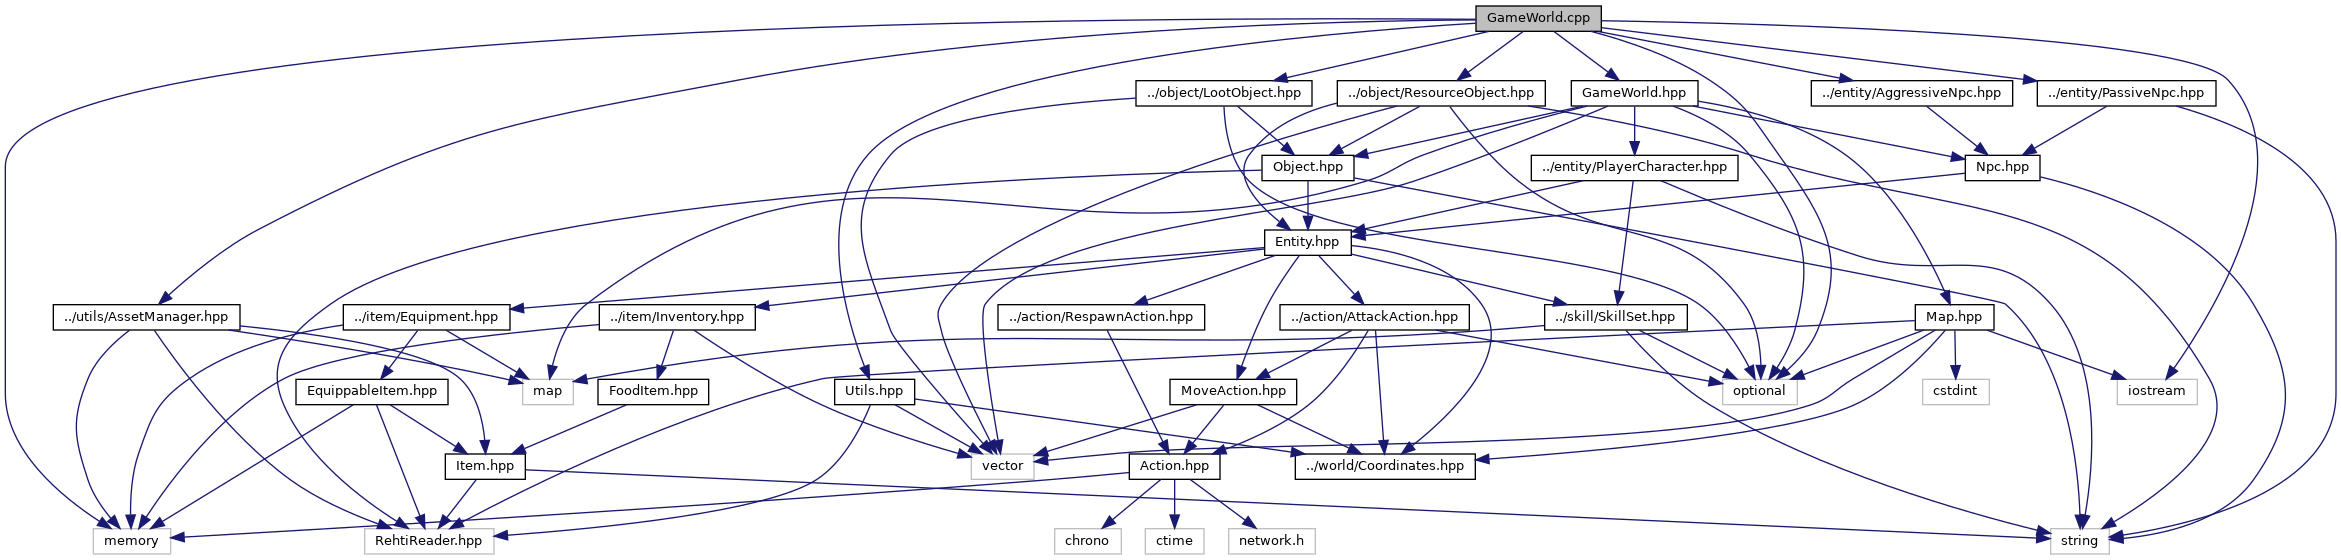 GameWorld.cpp
../object/LootObject.hpp
../object/ResourceObject.hpp
GameWorld.hpp
../entity/AggressiveNpc.hpp
../entity/PassiveNpc.hpp
Object.hpp
../entity/PlayerCharacter.hpp
Npc.hpp
Entity.hpp
../utils/AssetManager.hpp
../item/Equipment.hpp
../item/Inventory.hpp
../action/RespawnAction.hpp
../action/AttackAction.hpp
../skill/SkillSet.hpp
Map.hpp
EquippableItem.hpp
map
FoodItem.hpp
Utils.hpp
MoveAction.hpp
optional
cstdint
iostream
Item.hpp
vector
Action.hpp
../world/Coordinates.hpp
memory
RehtiReader.hpp
chrono
ctime
network.h
string